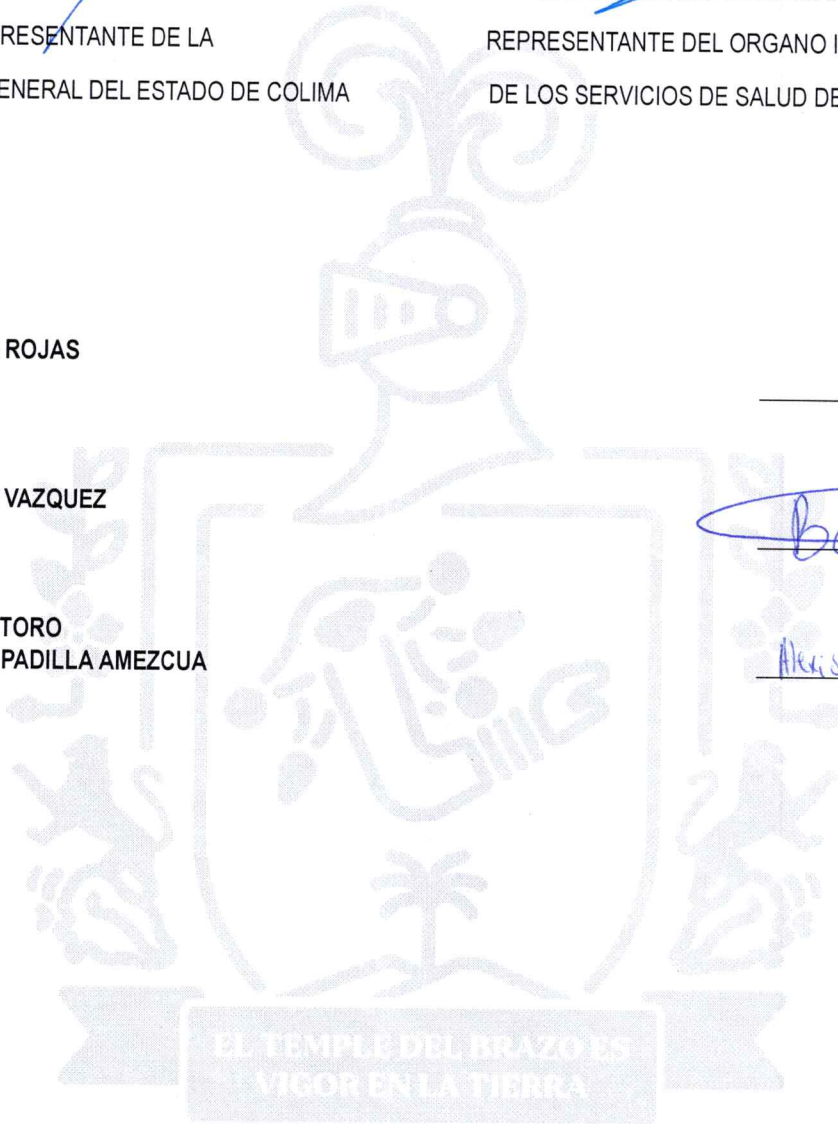 RESENTANTE DE LA
REPRESENTANTE DEL ORGANO I
ENERAL DEL ESTADO DE COLIMA
DE LOS SERVICIOS DE SALUD DE
ROJAS
VAZQUEZ
TORO
PADILLA AMEZCUA
Alexis
EL TEMPLE DEL BRAZO ES
VIGOR EN LA TIERRA